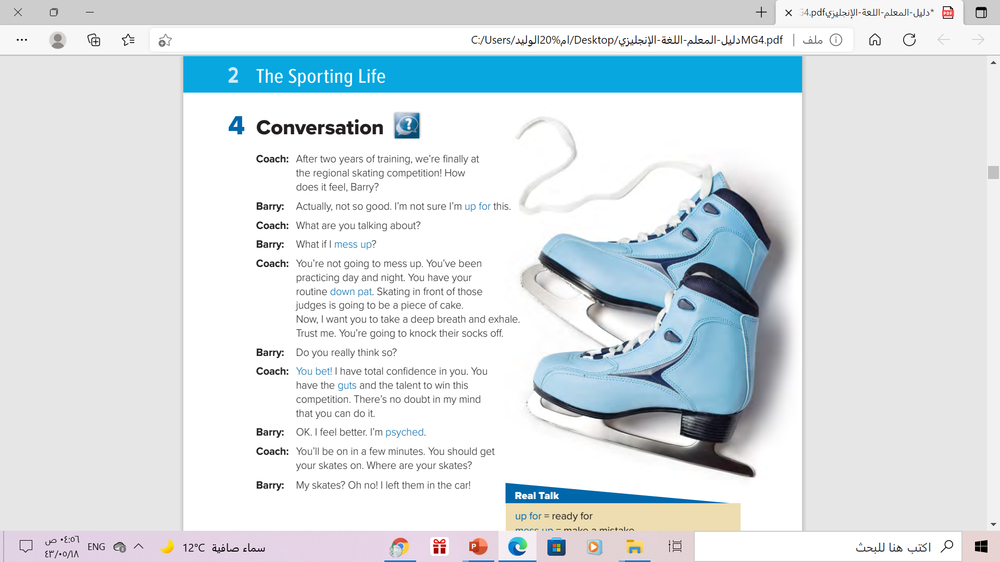 *دليل-المعلم-اللغة-الإنجليزيG4.pdf
C:/Users/ام%20الوليد/Desktop/دليل-المعلم-اللغة-الإنجليزيMG4.pdf
ملف
2 The Sporting Life
4 Conversation
Coach: After two years of training, we're finally at
the regional skating competition! How
does it feel, Barry?
Barry: Actually, not so good. I'm not sure I'm up for this.
Coach: What are you talking about?
Barry: What if I mess up?
Coach: You're not going to mess up. You've been
practicing day and night. You have your
routine down pat. Skating in front of those
judges is going to be a piece of cake.
Now, I want you to take a deep breath and exhale.
Trust me. You're going to knock their socks off.
Barry: Do you really think so?
Coach: You bet! I have total confidence in you. You
have the guts and the talent to win this
competition. There's no doubt in my mind
that you can do it.
Barry: OK. I feel better. I'm psyched.
Coach: You'll be on in a few minutes. You should get
your skates on. Where are your skates?
Barry: My skates? Oh no! I left them in the car!
Real Talk
up for = ready for
mess up = make a mistake
٠٤:٥٦ ص
٤٣/٠٥/١٨
ENG
12°C سماء صافية
اكتب هنا للبحث